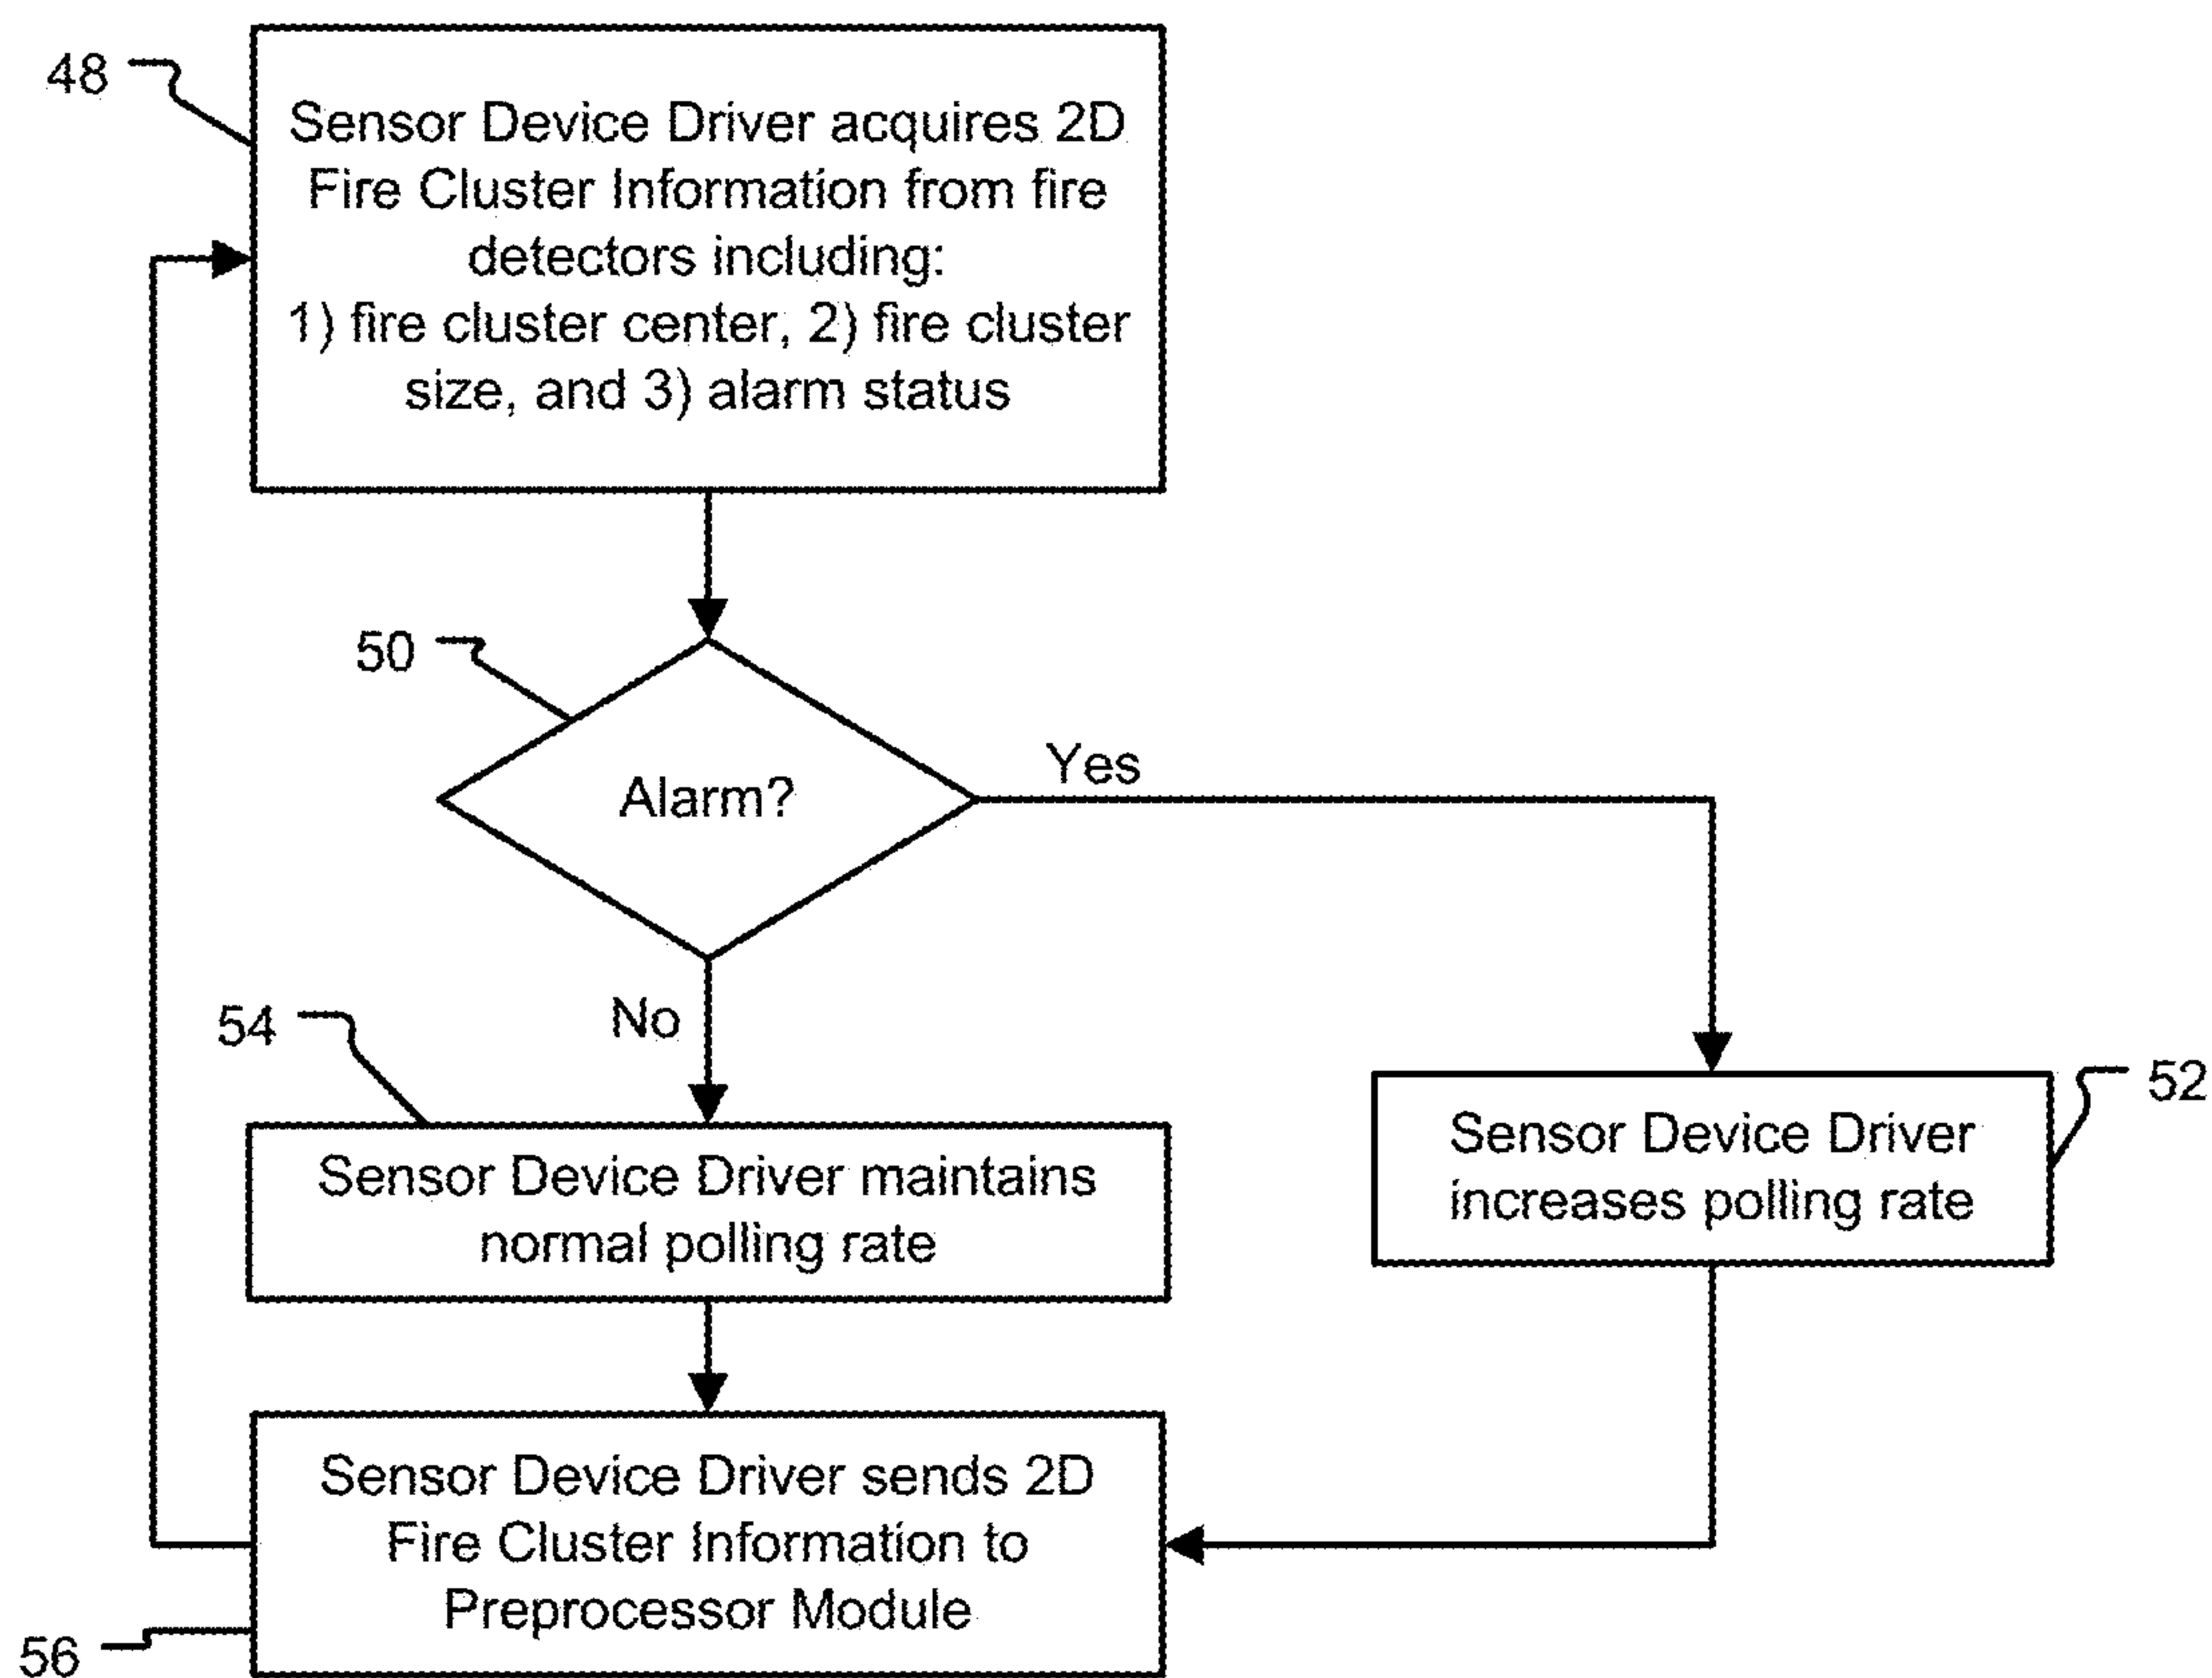 48
Sensor Device Driver acquires 2D
Fire Cluster Information from fire
detectors including:
1) fire cluster center, 2) fire cluster
size, and 3) alarm status
50
Alarm?
Yes
No
54
Sensor Device Driver maintains
normal polling rate
52
Sensor Device Driver
increases polling rate
Sensor Device Driver sends 2D
Fire Cluster Information to
Preprocessor Module
56